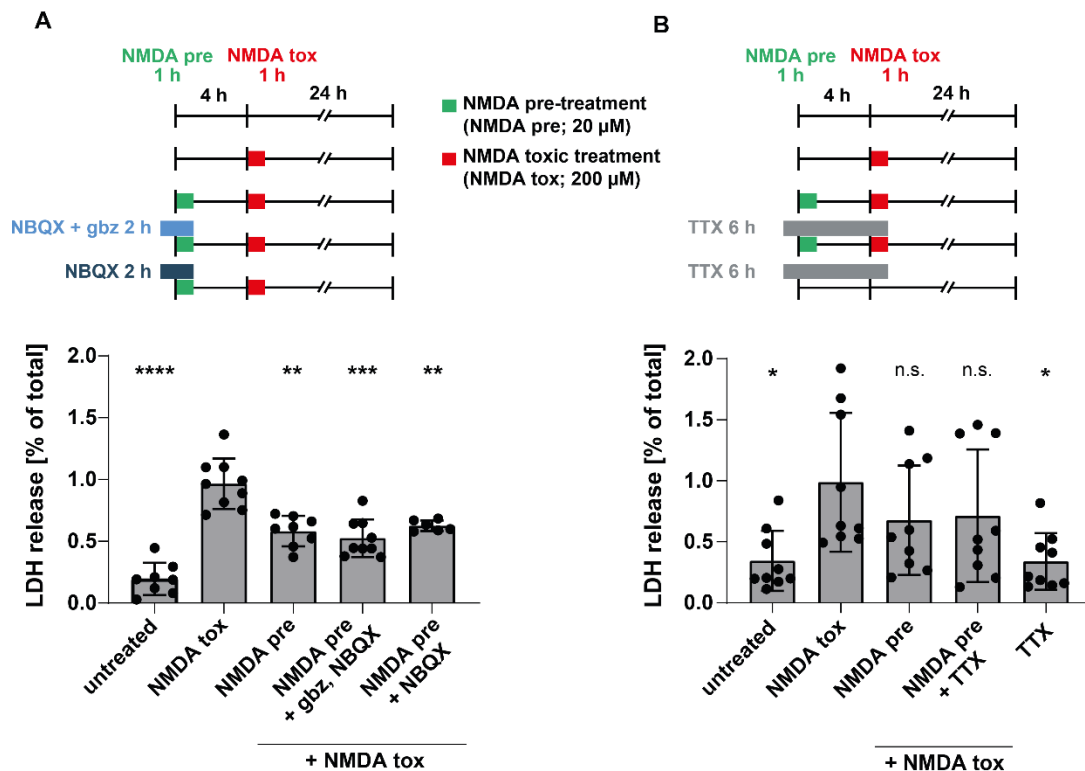 A
NMDA pre
1 h
NMDA tox
1 h
4 h
24 h
NMDA pre-treatment
(NMDA pre; 20 µM)
NMDA toxic treatment
(NMDA tox; 200 µM)
NBQX + gbz 2 h
NBQX 2 h
LDH release [% of total]
2.0
1.5
1.0
0.5
0.0
****
**
***
**
untreated
NMDA tox
NMDA pre
NMDA pre
+ gbz, NBQX
NMDA pre
+ NBQX
+ NMDA tox
B
NMDA pre
1 h
NMDA tox
1 h
4 h
24 h
TTX 6 h
TTX 6 h
LDH release [% of total]
2.0
1.5
1.0
0.5
0.0
*
n.s.
n.s.
*
untreated
NMDA tox
NMDA pre
NMDA pre
+ TTX
TTX
+ NMDA tox